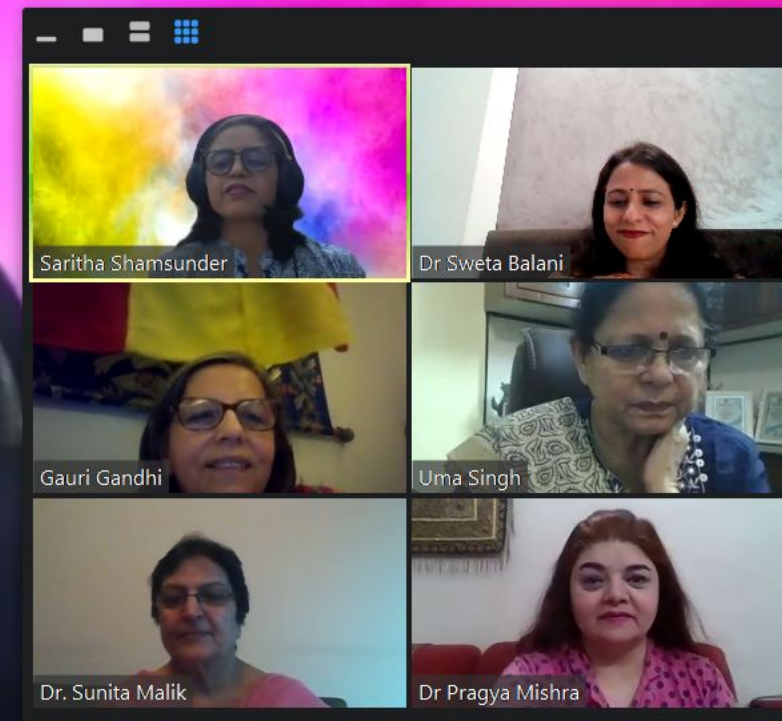 Saritha Shamsunder
Dr Sweta Balani
Gauri Gandhi
Uma Singh
Dr. Sunita Malik
Dr Pragya Mishra